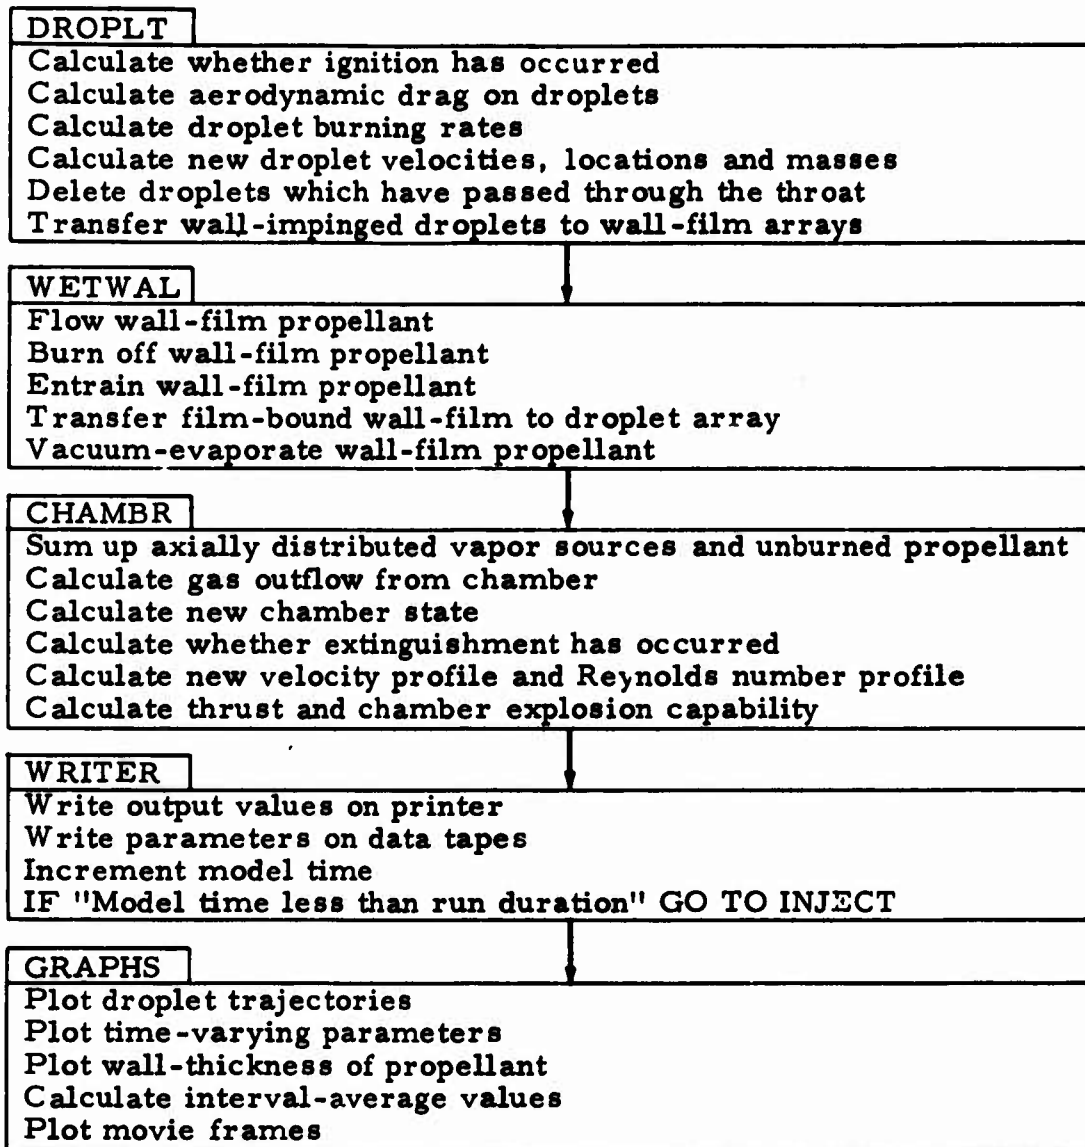 DROPLT
Calculate whether ignition has occurred
Calculate aerodynamic drag on droplets
Calculate droplet burning rates
Calculate new droplet velocities, locations and masses
Delete droplets which have passed through the throat
Transfer wall-impinged droplets to wall-film arrays
WETWAL
Flow wall-film propellant
Burn off wall-film propellant
Entrain wall-film propellant
Transfer film-bound wall-film to droplet array
Vacuum-evaporate wall-film propellant
CHAMBR
Sum up axially distributed vapor sources and unburned propellant
Calculate gas outflow from chamber
Calculate new chamber state
Calculate whether extinguishment has occurred
Calculate new velocity profile and Reynolds number profile
Calculate thrust and chamber explosion capability
WRITER
Write output values on printer
Write parameters on data tapes
Increment model time
IF "Model time less than run duration" GO TO INJECT
GRAPHS
Plot droplet trajectories
Plot time-varying parameters
Plot wall-thickness of propellant
Calculate interval-average values
Plot movie frames